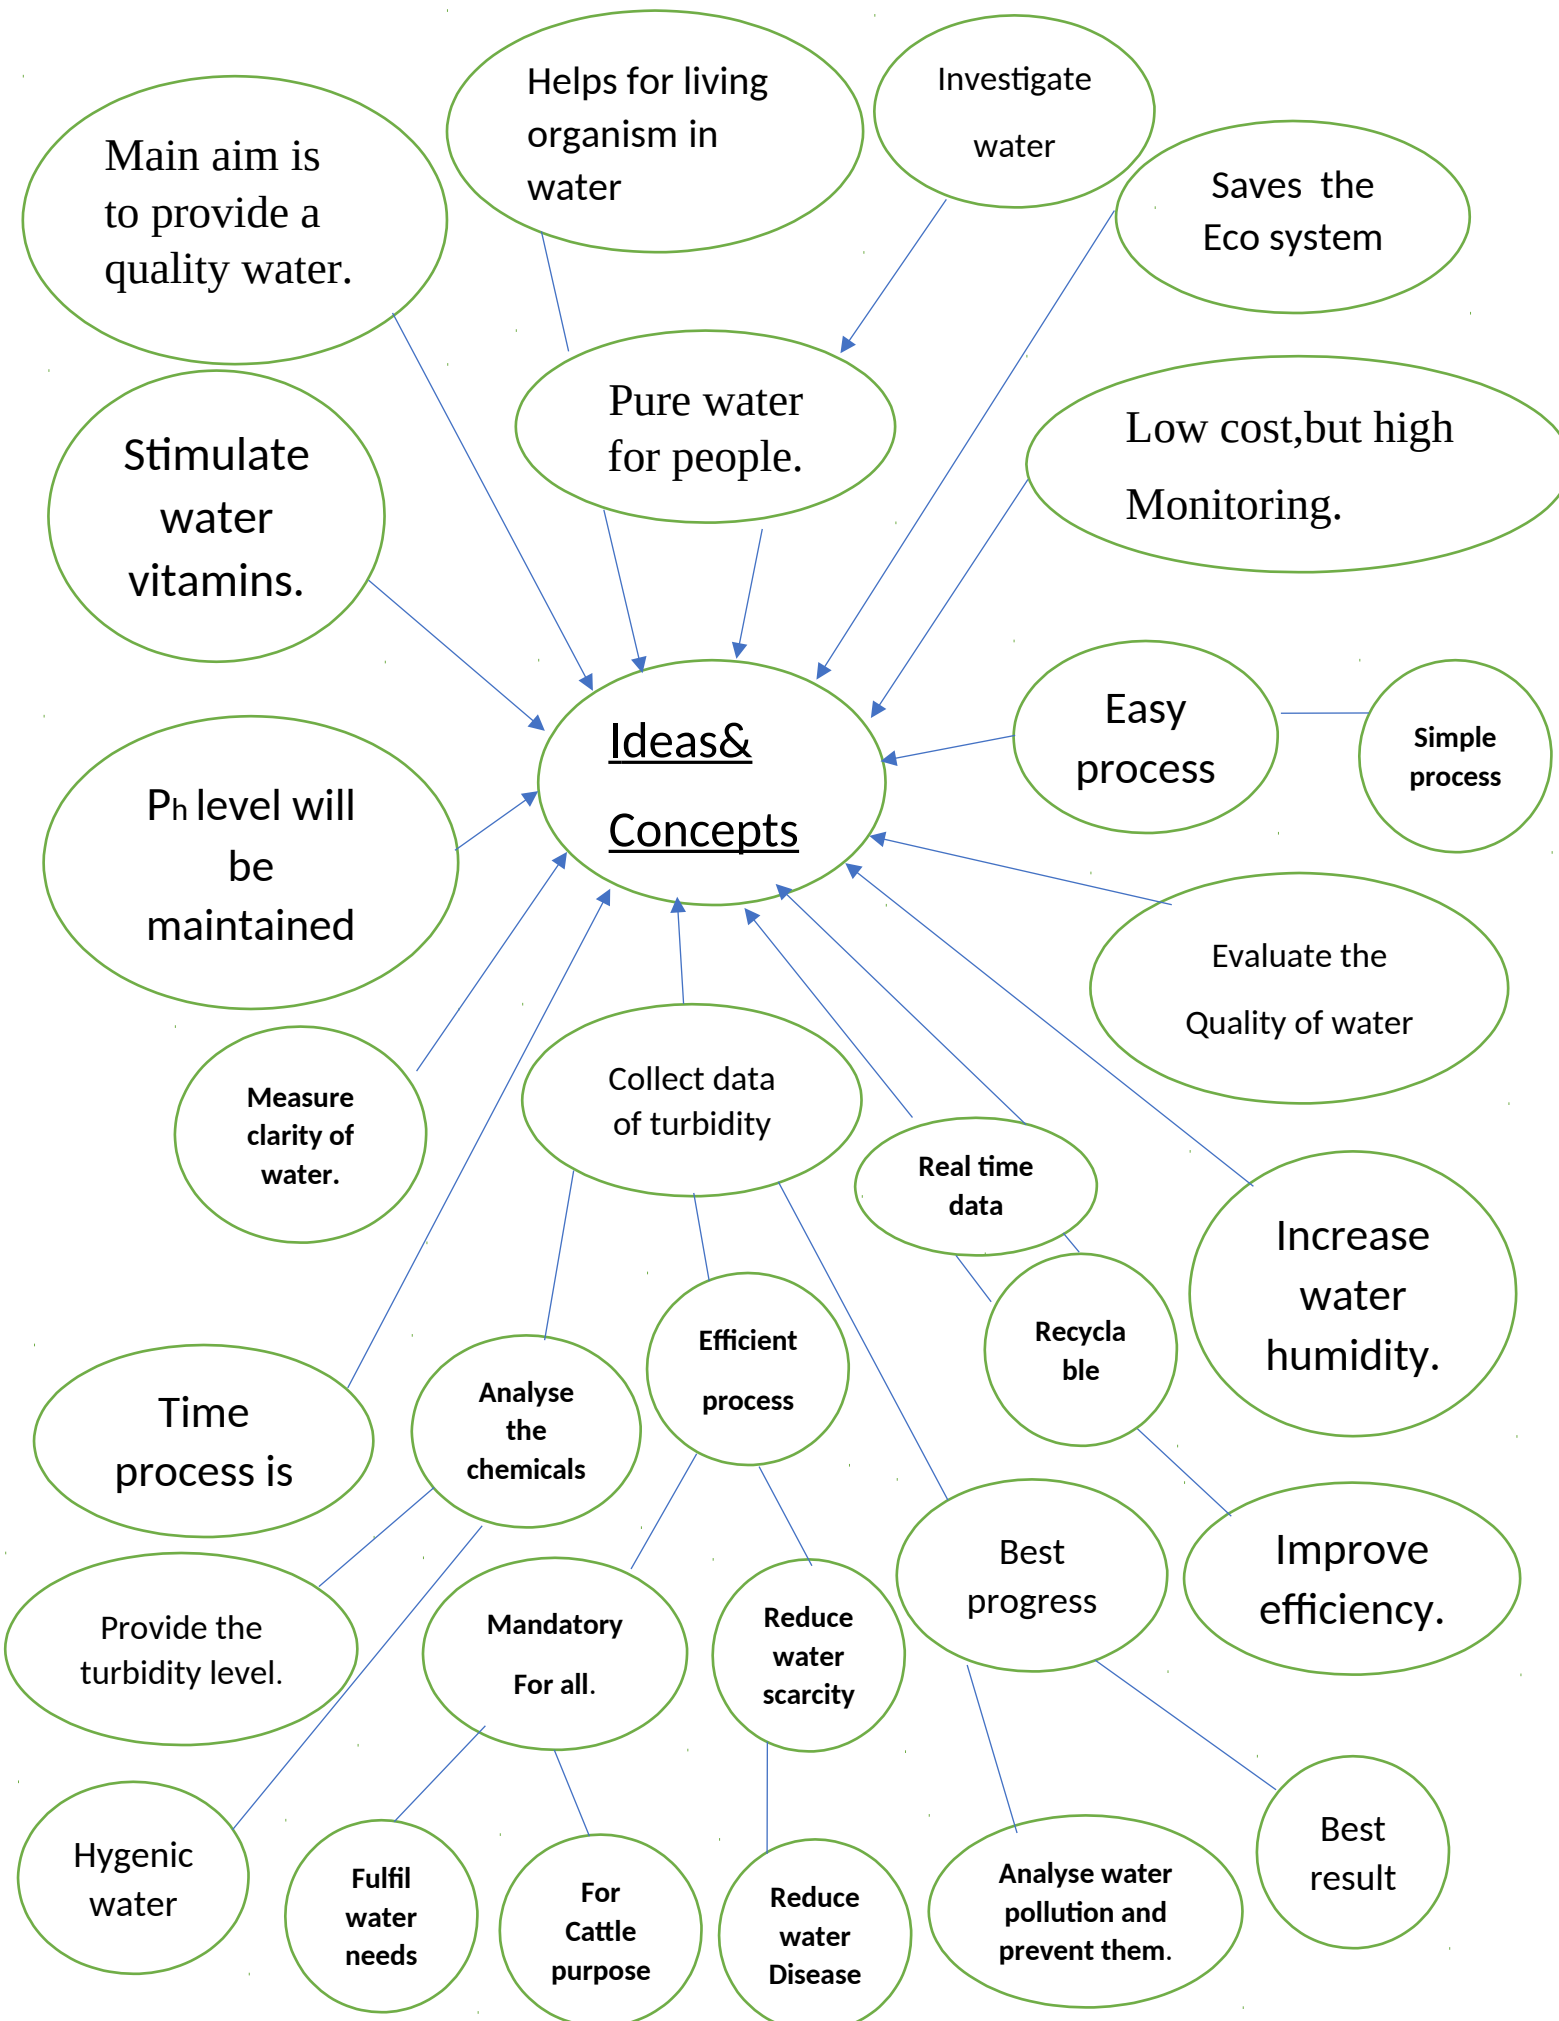 Helps for living
organism in
water
Investigate
water
Main aim is
to provide a
quality water.
Saves  the
Eco system
Pure water
for people.
Low cost,but high
Monitoring.
Stimulate
water
vitamins.
Ideas&
Concepts
Easy
process
Simple
process
Ph level will
be
maintained
Evaluate the
Quality of water
Measure
clarity of
water.
Collect data
of turbidity
Real time
data
Increase
water
humidity.
Efficient
process
Recycla
ble
Time
process is
Analyse
the
chemicals
Best
progress
Improve
efficiency.
Provide the
turbidity level.
Mandatory
For all.
Reduce
water
scarcity
Hygenic
water
Fulfil
water
needs
For
Cattle
purpose
Reduce
water
Disease
Analyse water
pollution and
prevent them.
Best
result